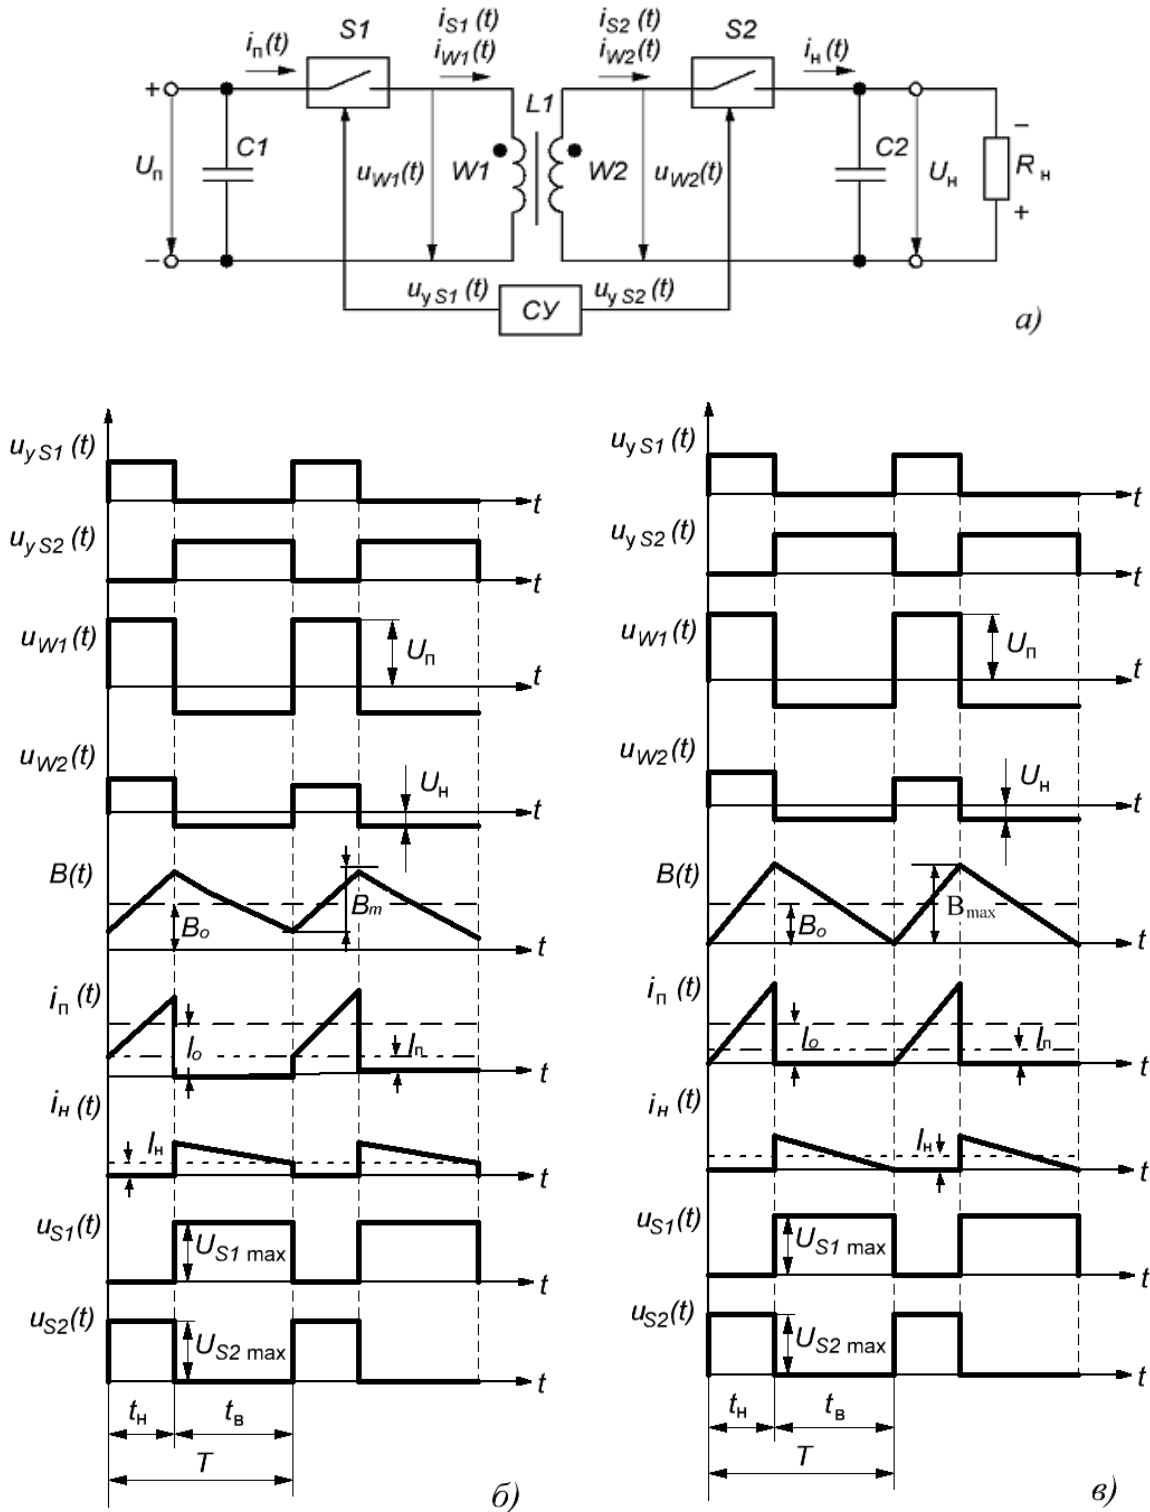 iп(t) S1 iS1(t) iW1(t) iS2(t) iW2(t) S2 iн(t)
+ L1 + −
Uп C1 uW1(t) W1 W2 uW2(t) C2 Uн Rн
− +
uуS1(t) СУ uуS2(t)
а)
uуS1(t) t
uуS2(t) t
uW1(t) Uп t
uW2(t) Uн t
B(t) Bo Bm t
iп(t) Io Iп t
iн(t) Iн t
uS1(t) US1 max t
uS2(t) US2 max t
tн tв
T
б)
uуS1(t) t
uуS2(t) t
uW1(t) Uп t
uW2(t) Uн t
B(t) Bo Bmax t
iп(t) Io Iп t
iн(t) Iн t
uS1(t) US1 max t
uS2(t) US2 max t
tн tв
T
в)